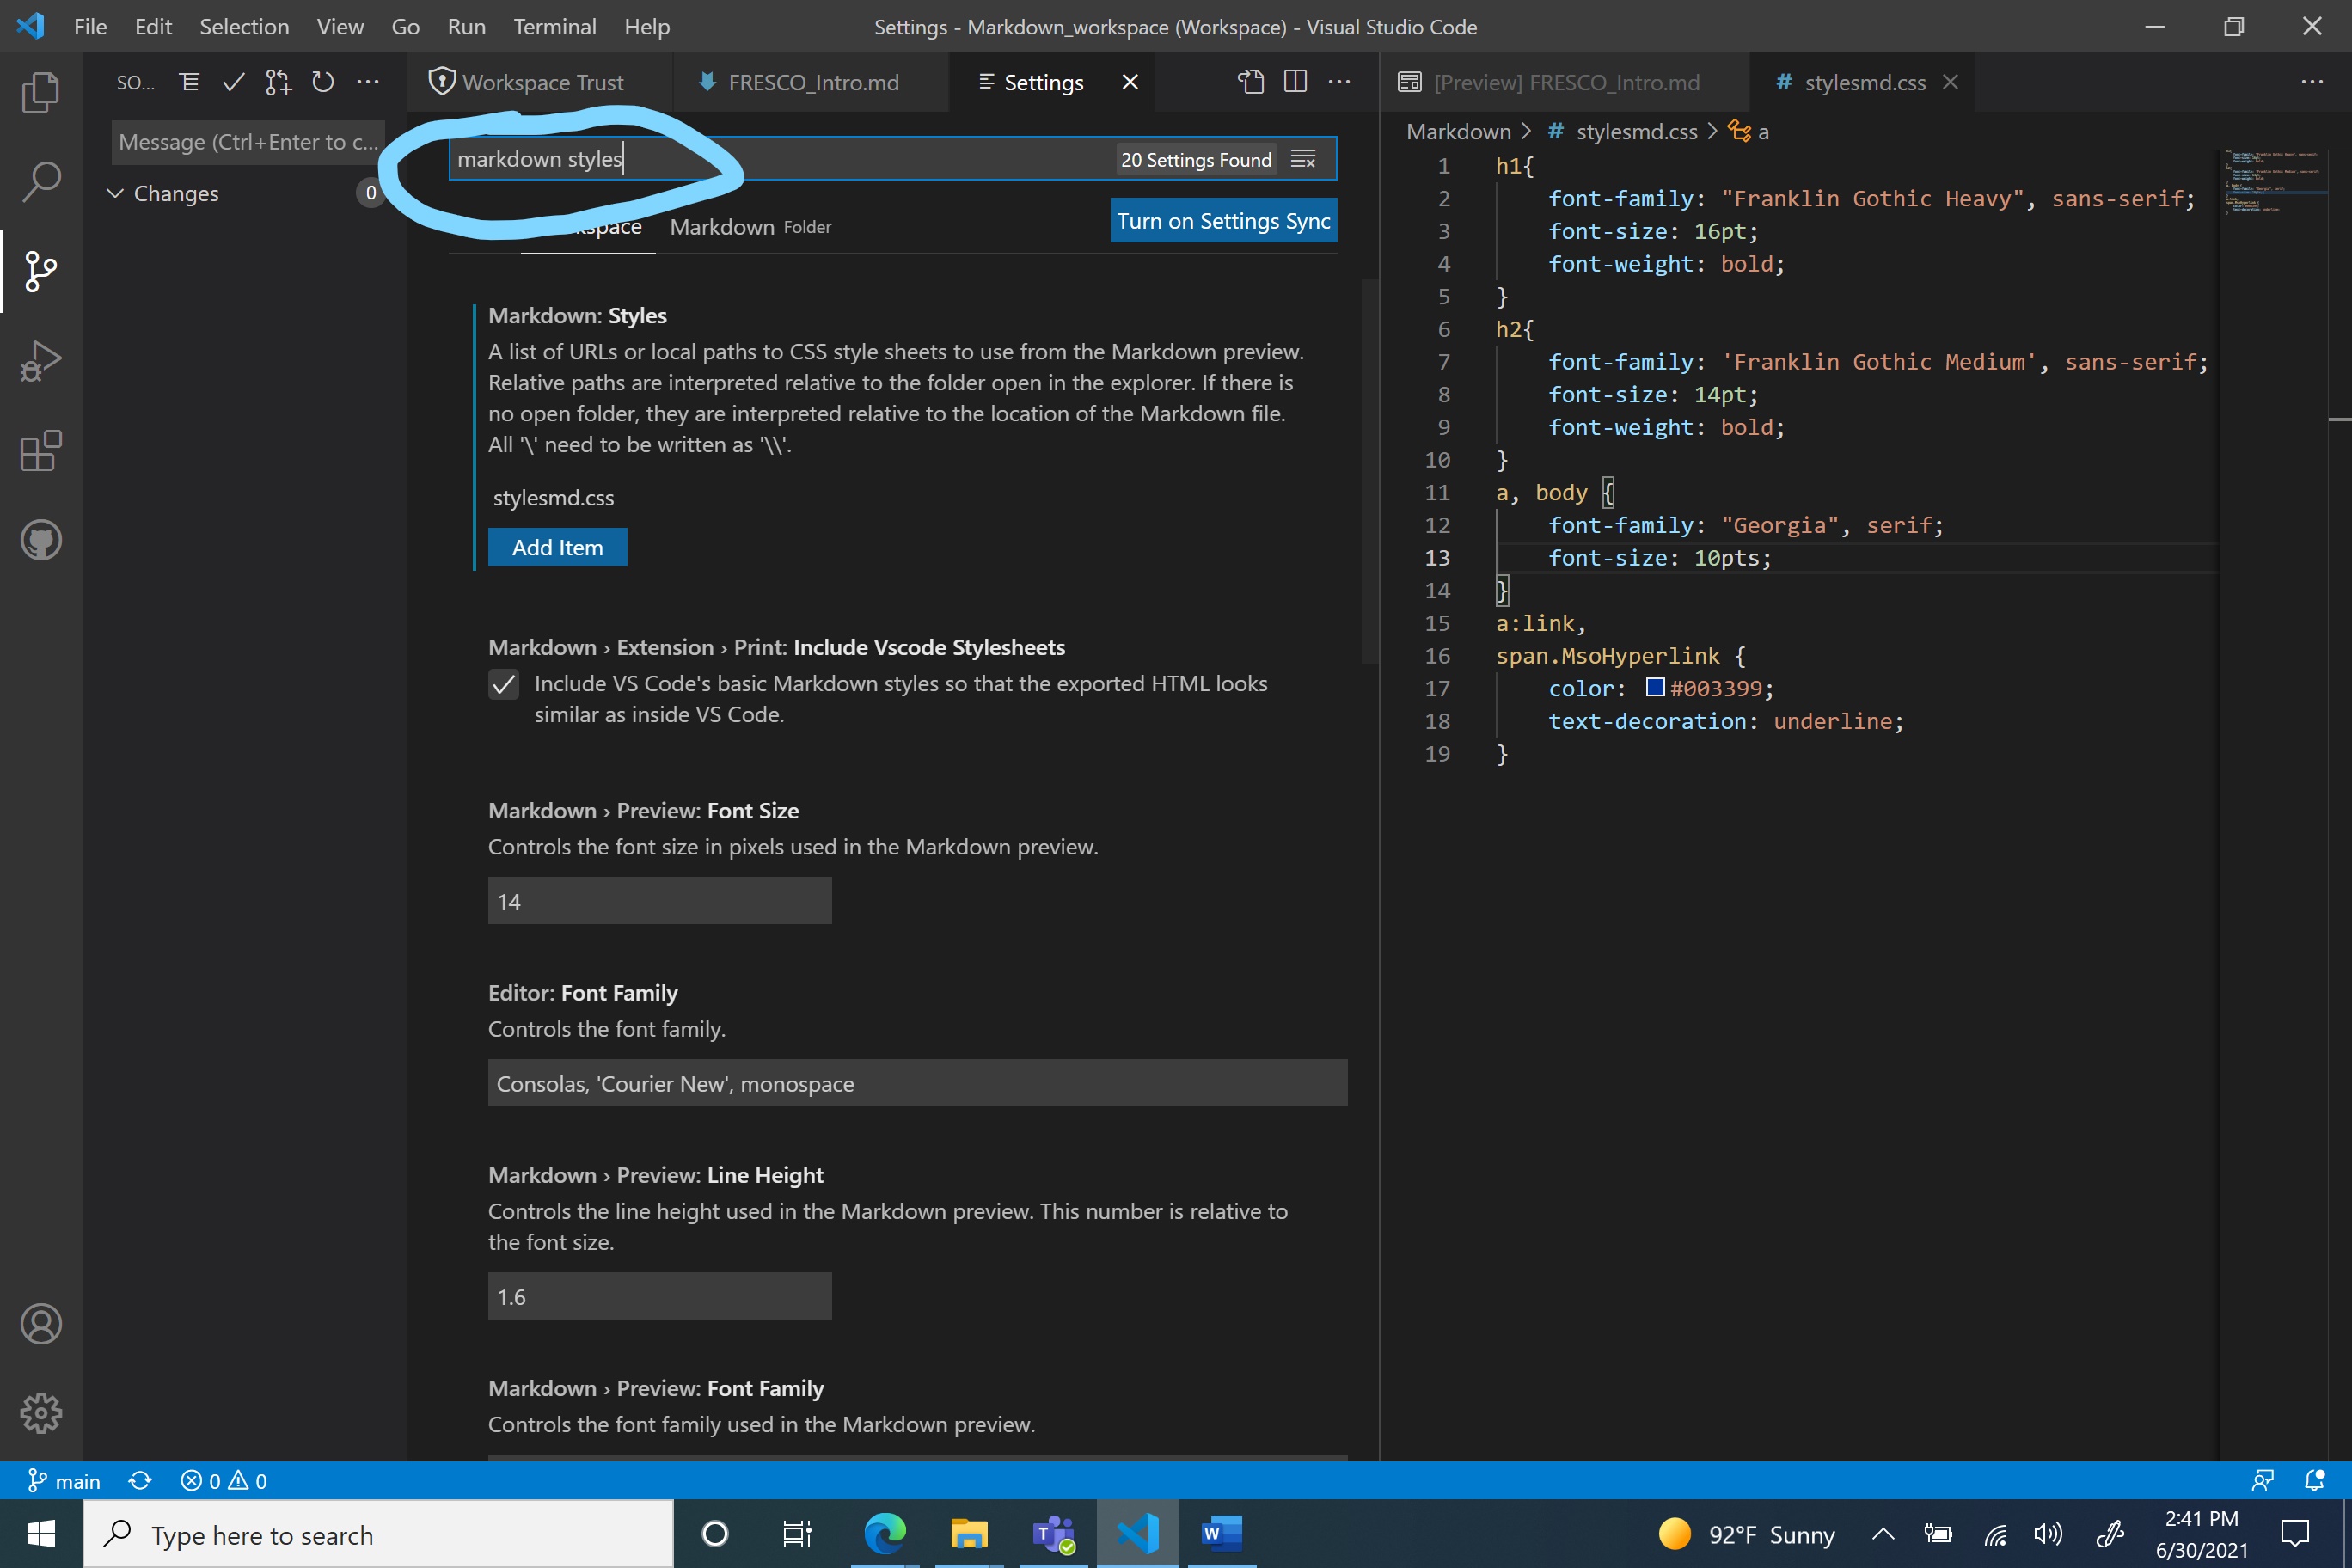 File Edit Selection View Go Run Terminal Help Settings - Markdown_workspace (Workspace) - Visual Studio Code
SO...
Message (Ctrl+Enter to c...
Changes 0
Workspace Trust FRESCO_Intro.md Settings
markdown styles 20 Settings Found
Markdown Folder Turn on Settings Sync
Markdown: Styles
A list of URLs or local paths to CSS style sheets to use from the Markdown preview.
Relative paths are interpreted relative to the folder open in the explorer. If there is
no open folder, they are interpreted relative to the location of the Markdown file.
All '\' need to be written as '\\'.
stylesmd.css
Add Item
Markdown › Extension › Print: Include Vscode Stylesheets
Include VS Code's basic Markdown styles so that the exported HTML looks
similar as inside VS Code.
Markdown › Preview: Font Size
Controls the font size in pixels used in the Markdown preview.
14
Editor: Font Family
Controls the font family.
Consolas, 'Courier New', monospace
Markdown › Preview: Line Height
Controls the line height used in the Markdown preview. This number is relative to
the font size.
1.6
Markdown › Preview: Font Family
Controls the font family used in the Markdown preview.
[Preview] FRESCO_Intro.md # stylesmd.css
Markdown > # stylesmd.css > a
1 h1{
2 font-family: "Franklin Gothic Heavy", sans-serif;
3 font-size: 16pt;
4 font-weight: bold;
5 }
6 h2{
7 font-family: 'Franklin Gothic Medium', sans-serif;
8 font-size: 14pt;
9 font-weight: bold;
10 }
11 a, body {
12 font-family: "Georgia", serif;
13 font-size: 10pts;
14 }
15 a:link,
16 span.MsoHyperlink {
17 color: #003399;
18 text-decoration: underline;
19 }
main 0 0
Type here to search
92°F Sunny
2:41 PM
6/30/2021